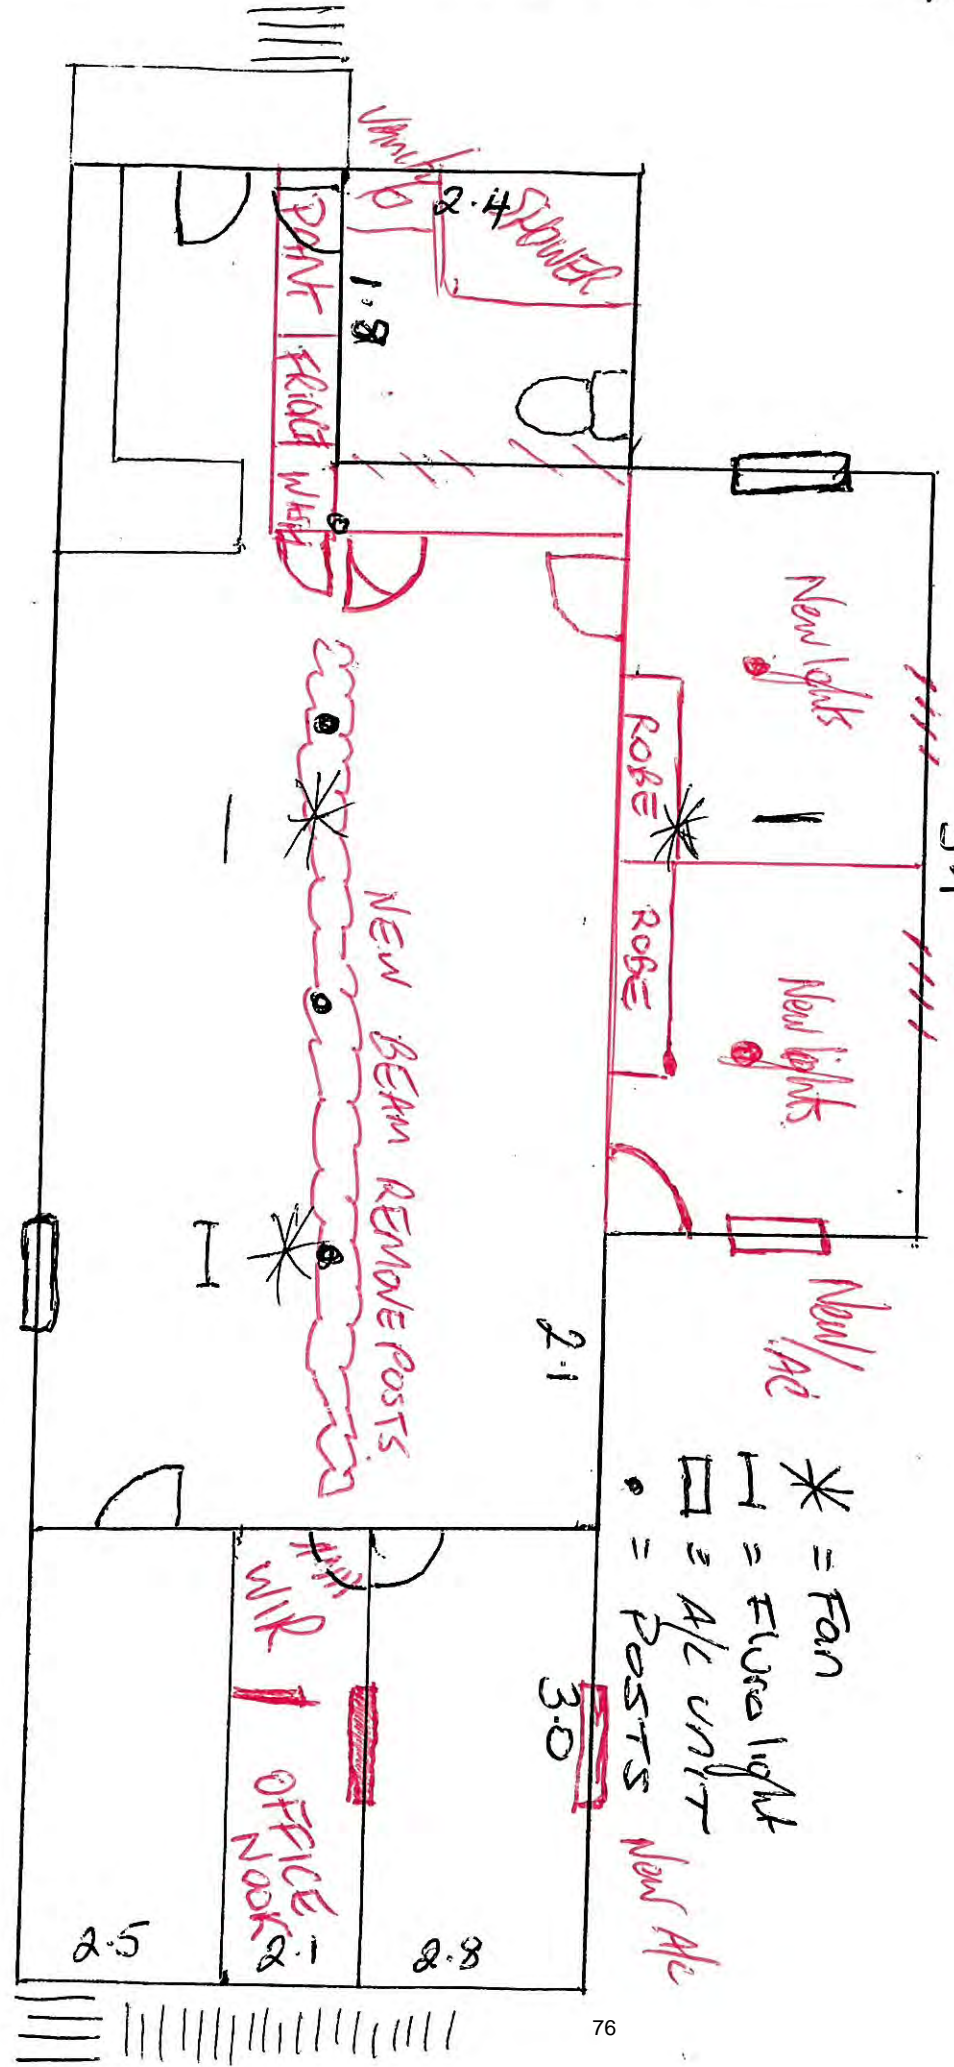 Vanity
2.4
SHOWER
PANT
FRIDGE
WASH
1.8
New lights
ROBE
ROBE
New lights
NEW BEAM REMOVE POSTS
2.1
New
AC
= Fan
= Fluro light
= A/C UNIT
= POSTS
WIR
OFFICE
NOOK
3.0
New A/C
2.5
2.1
2.8
76